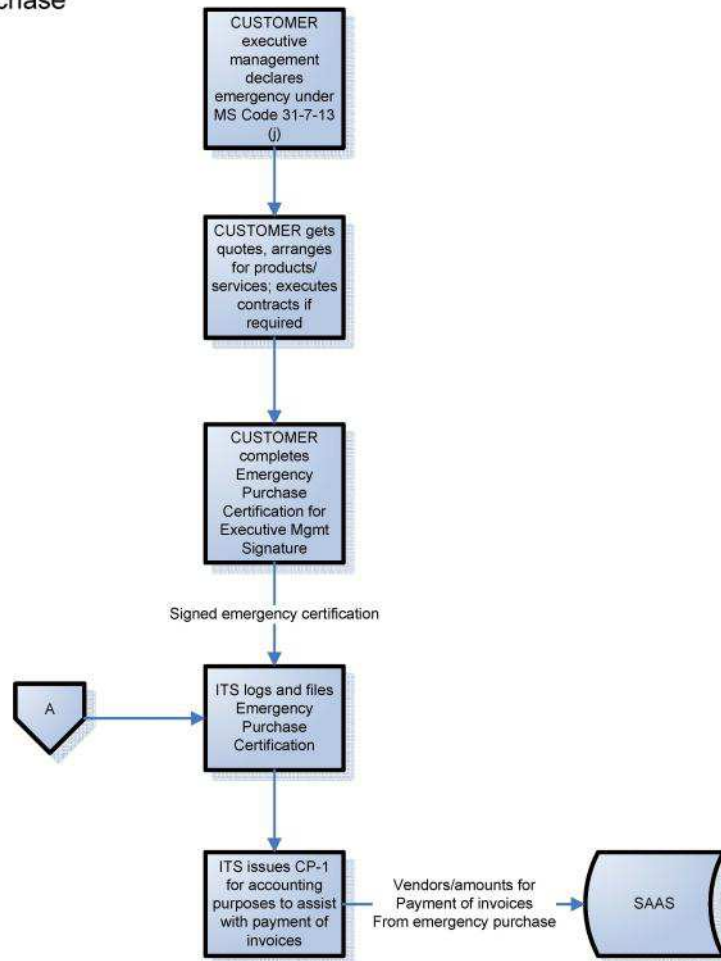 CUSTOMER
executive
management
declares
emergency under
MS Code 31-7-13
(j)
CUSTOMER gets
quotes, arranges
for products/
services; executes
contracts if
required
CUSTOMER
completes
Emergency
Purchase
Certification for
Executive Mgmt
Signature
Signed emergency certification
A
ITS logs and files
Emergency
Purchase
Certification
ITS issues CP-1
for accounting
purposes to assist
with payment of
invoices
Vendors/amounts for
Payment of invoices
From emergency purchase
SAAS